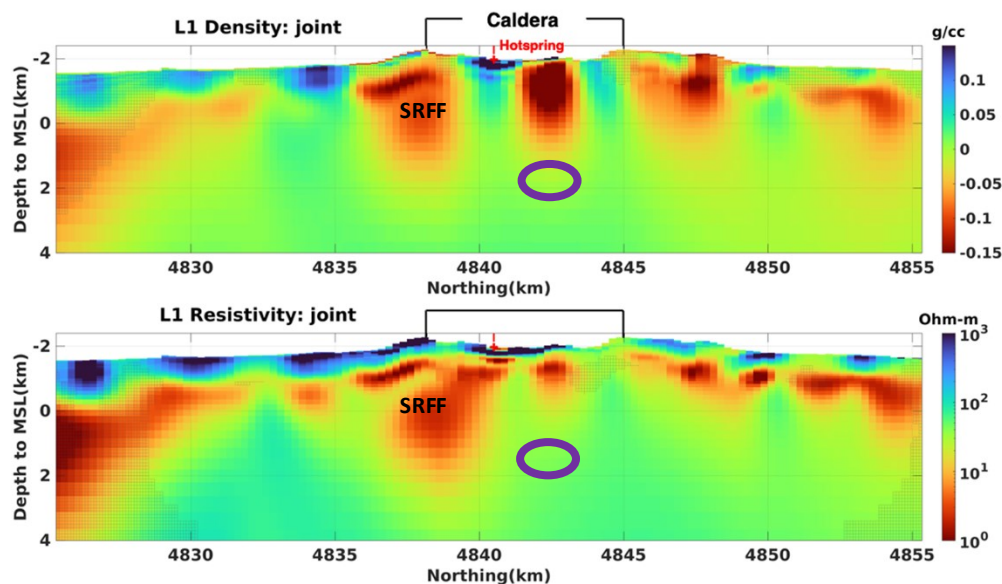 Caldera
L1 Density: joint
g/cc
Hotspring
Depth to MSL(km)
-2
0
2
4
SRFF
0.1
0.05
0
-0.05
-0.1
-0.15
4830
4835
4840
4845
4850
4855
Northing(km)
L1 Resistivity: joint
Ohm-m
Depth to MSL(km)
-2
0
2
4
SRFF
10³
10²
10¹
10⁰
4830
4835
4840
4845
4850
4855
Northing(km)